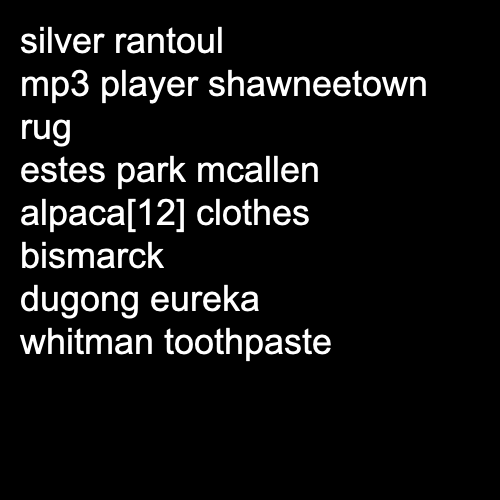 silver rantoul
mp3 player shawneetown
rug
estes park mcallen
alpaca[12] clothes
bismarck
dugong eureka
whitman toothpaste